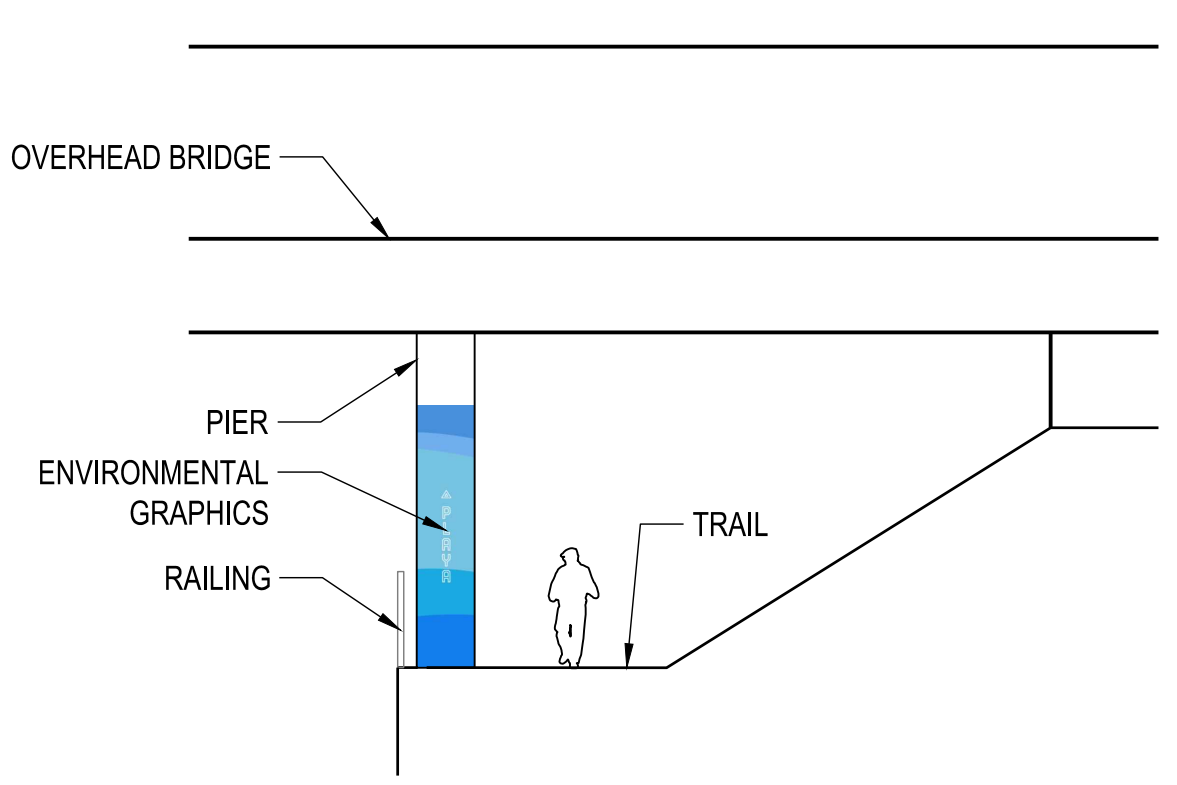 OVERHEAD BRIDGE
PIER
ENVIRONMENTAL
GRAPHICS
RAILING
TRAIL